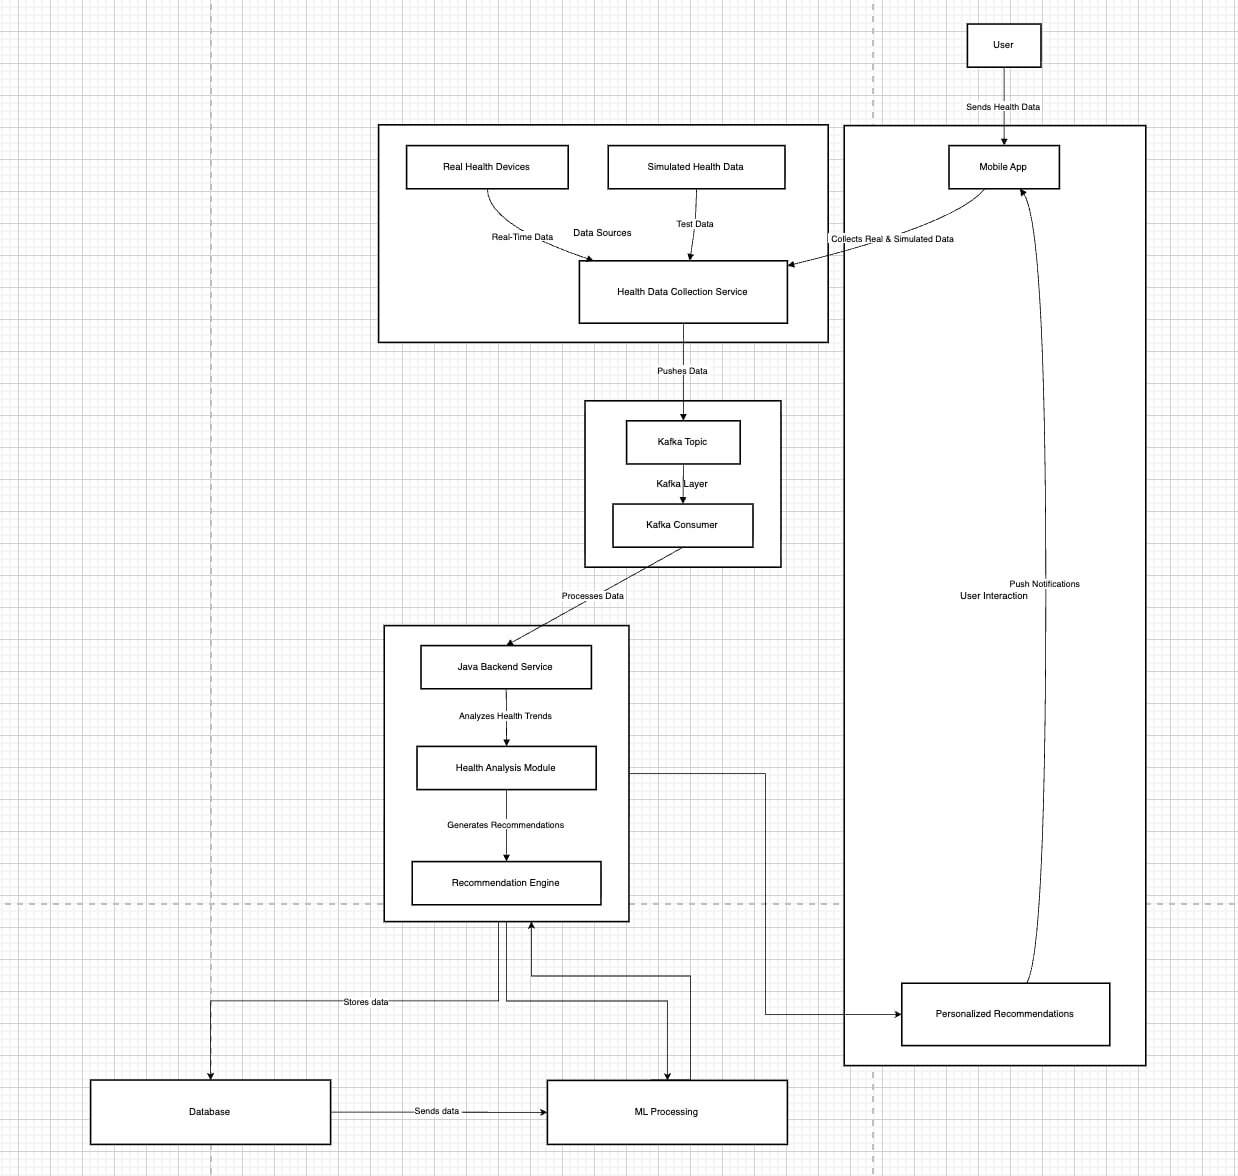 User
Sends Health Data
Real Health Devices
Simulated Health Data
Mobile App
Test Data
Data Sources
Real-Time Data
Collects Real & Simulated Data
Health Data Collection Service
Pushes Data
Kafka Topic
Kafka Layer
Kafka Consumer
Push Notifications
User Interaction
Processes Data
Java Backend Service
Analyzes Health Trends
Health Analysis Module
Generates Recommendations
Recommendation Engine
Stores data
Personalized Recommendations
Database
Sends data
ML Processing